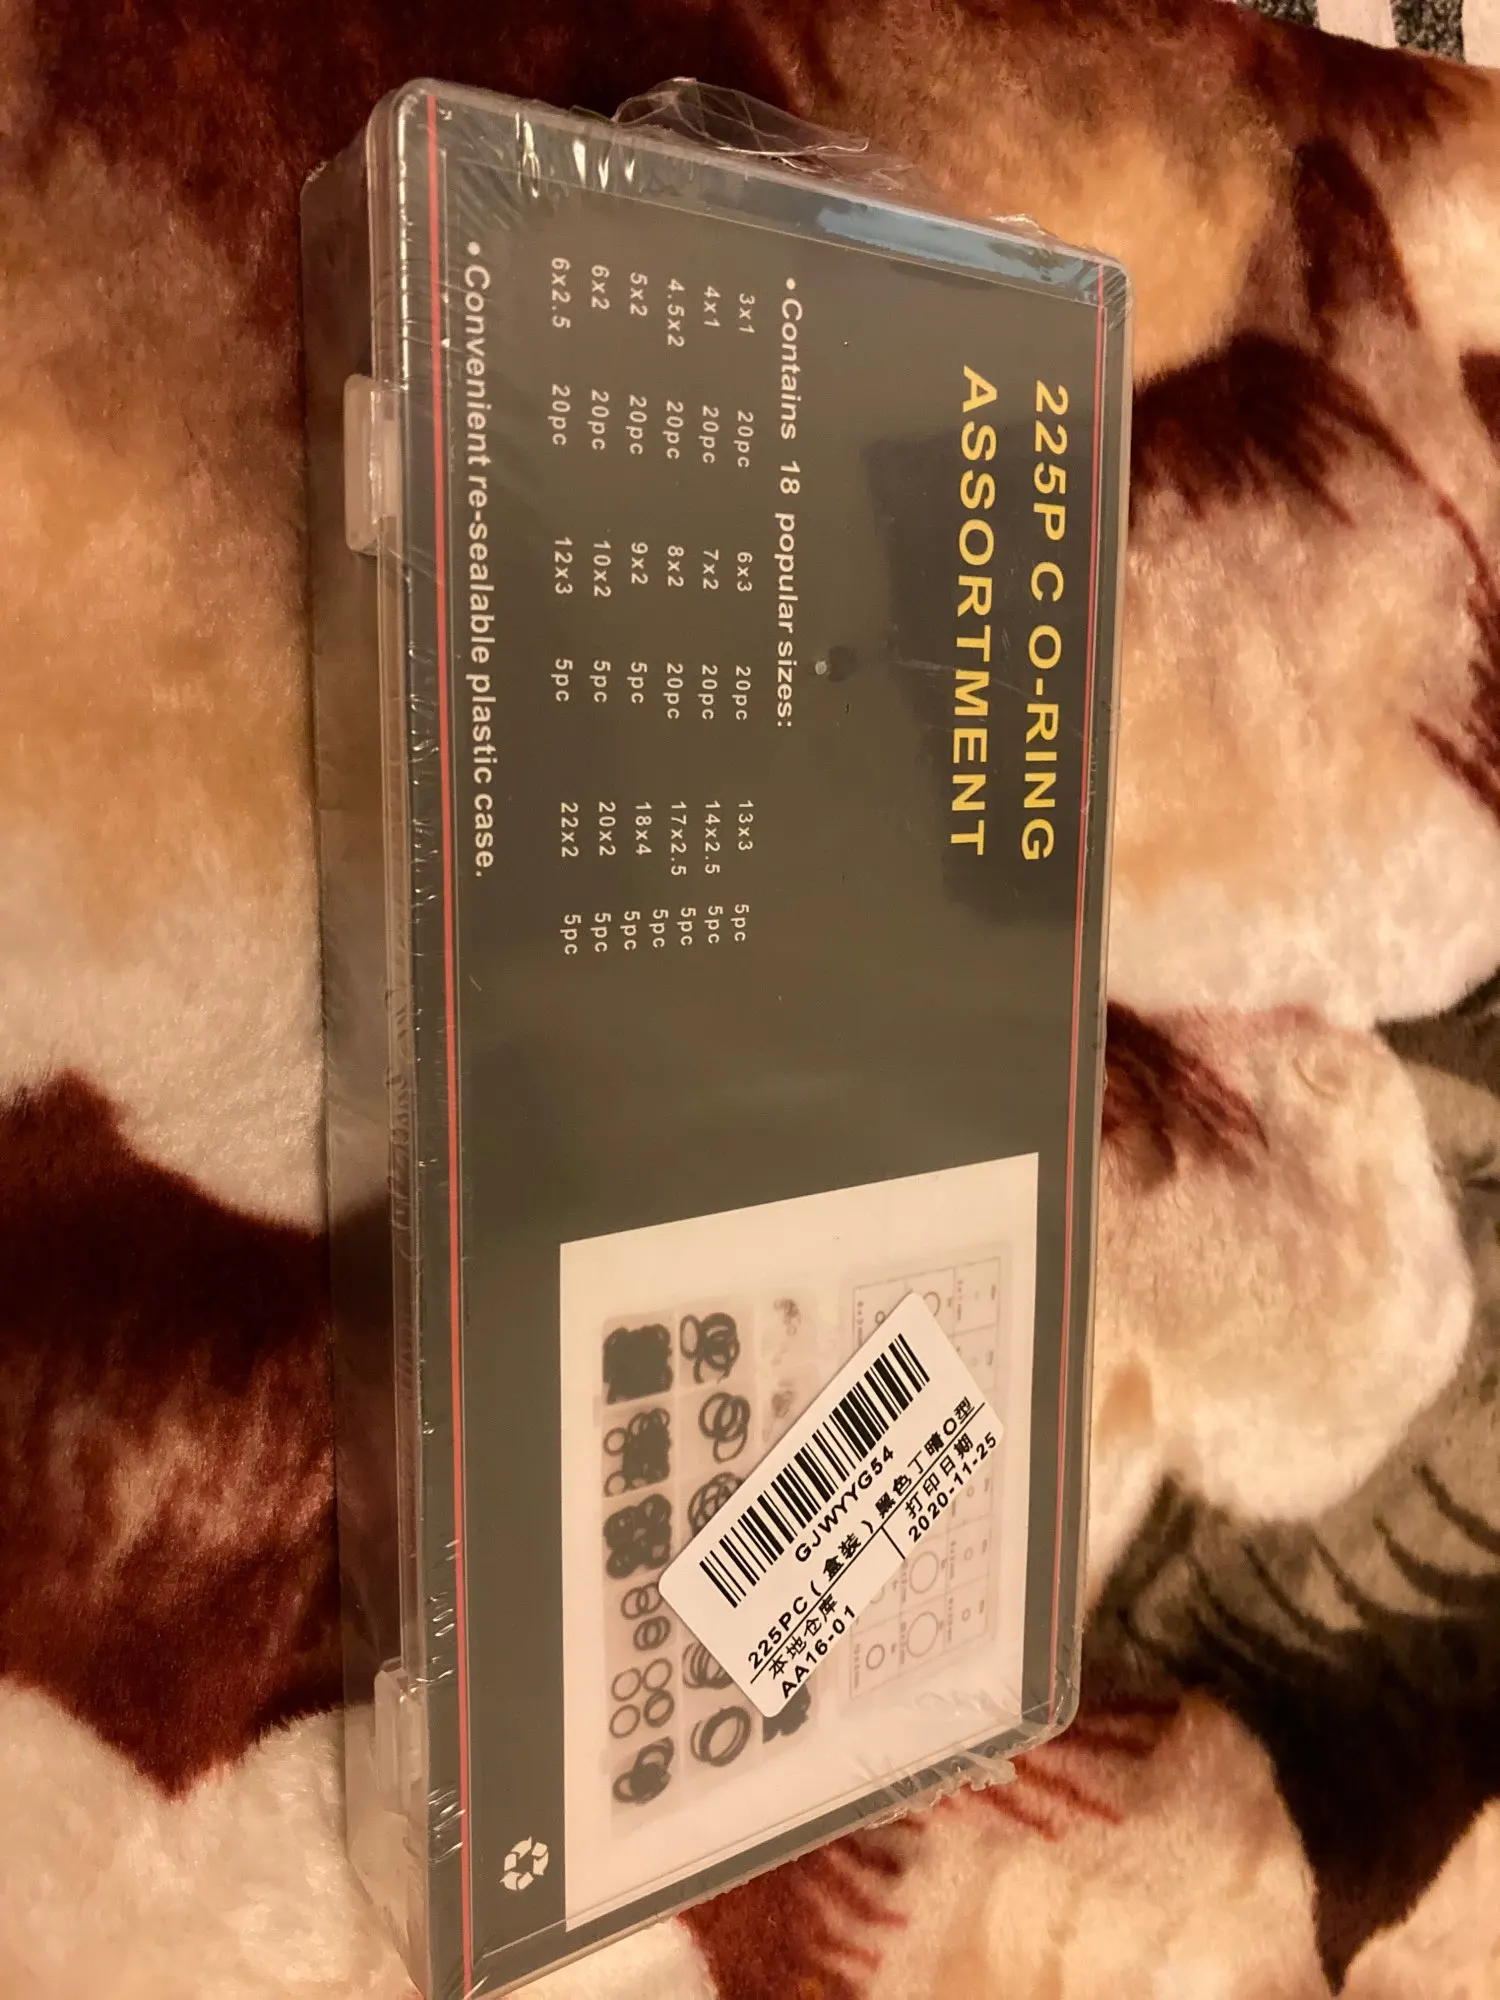 225PC O-RING
ASSORTMENT
• Contains 18 popular sizes:
3x1 20pc 6x3 20pc 13x3 5pc
4x1 20pc 7x2 20pc 14x2.5 5pc
4.5x2 20pc 8x2 20pc 17x2.5 5pc
5pc
5x2 20pc 9x2 5pc 18x4 5pc
6x2 20pc 10x2 5pc 20x2 5pc
6x2.5 20pc 12x3 5pc 22x2 5pc
• Convenient re-sealable plastic case.
GJWYYG54
225PC(盒装)黑色丁晴O型
本地仓库 打印日期
AA16-01 2020-11-25